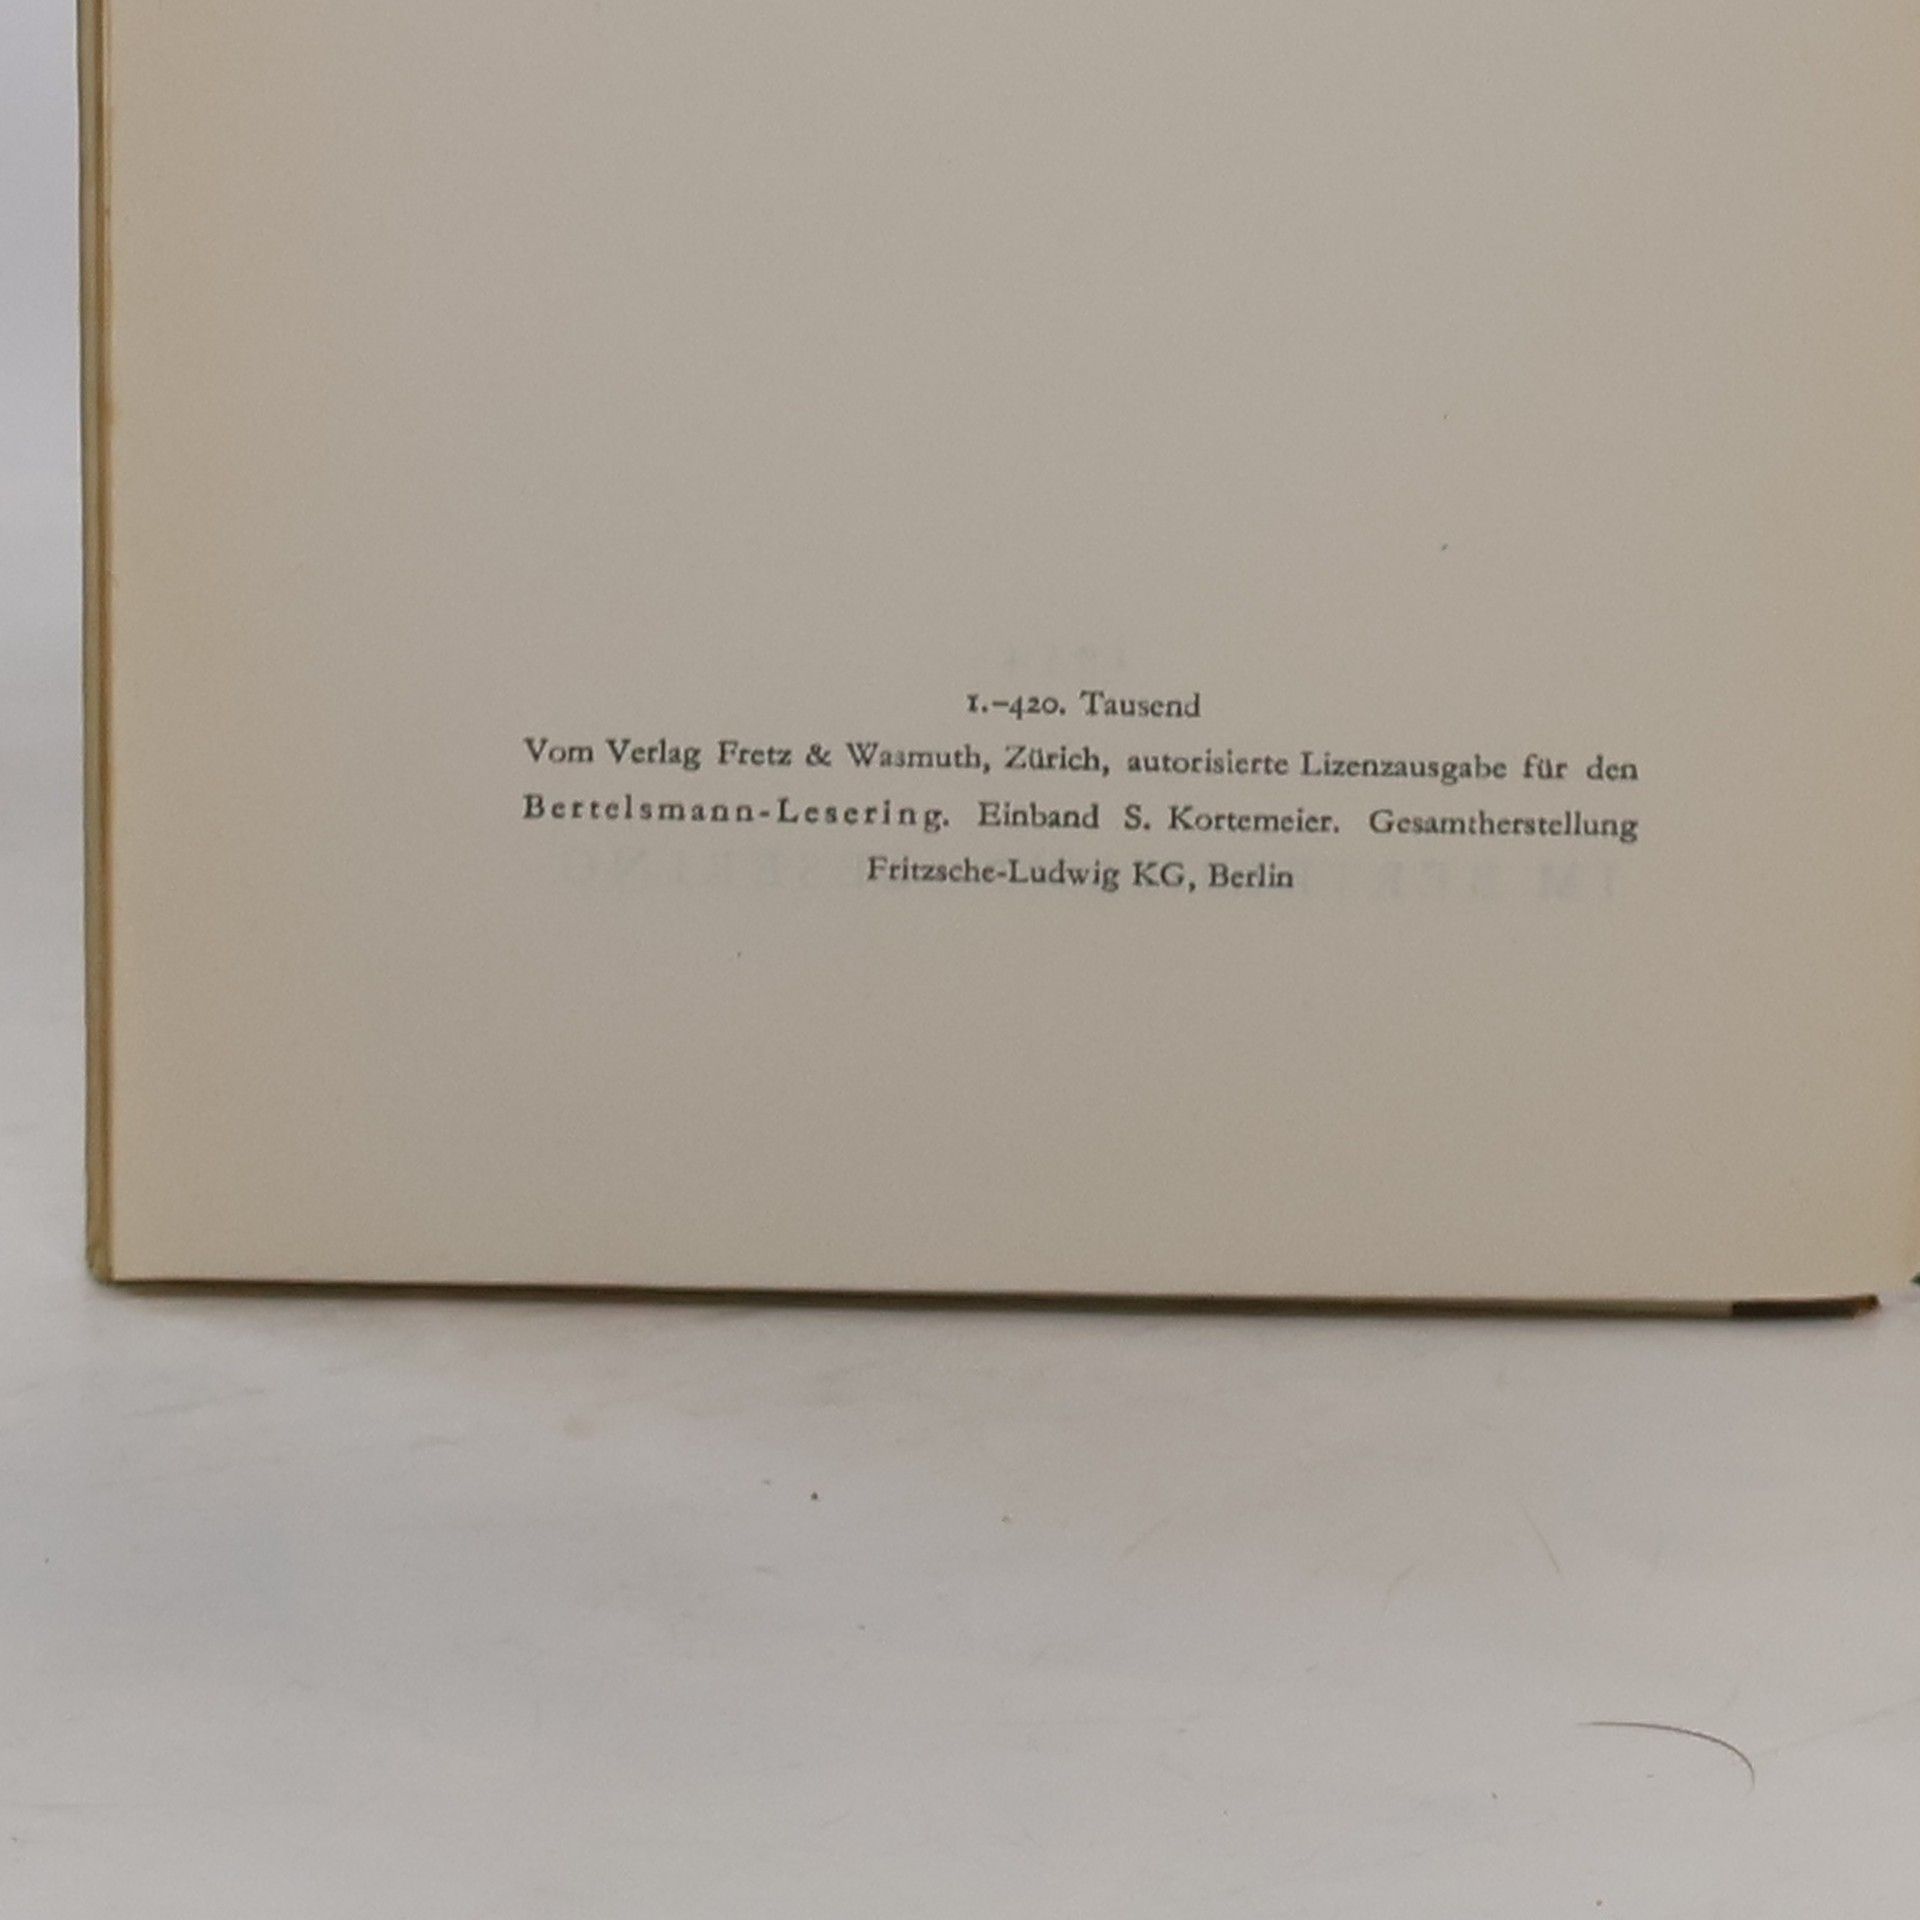 1.–420. Tausend
Vom Verlag Fretz & Wasmuth, Zürich, autorisierte Lizenzausgabe für den
Bertelsmann-Lesering. Einband S. Kortemeier. Gesamtherstellung
Fritzsche-Ludwig KG, Berlin